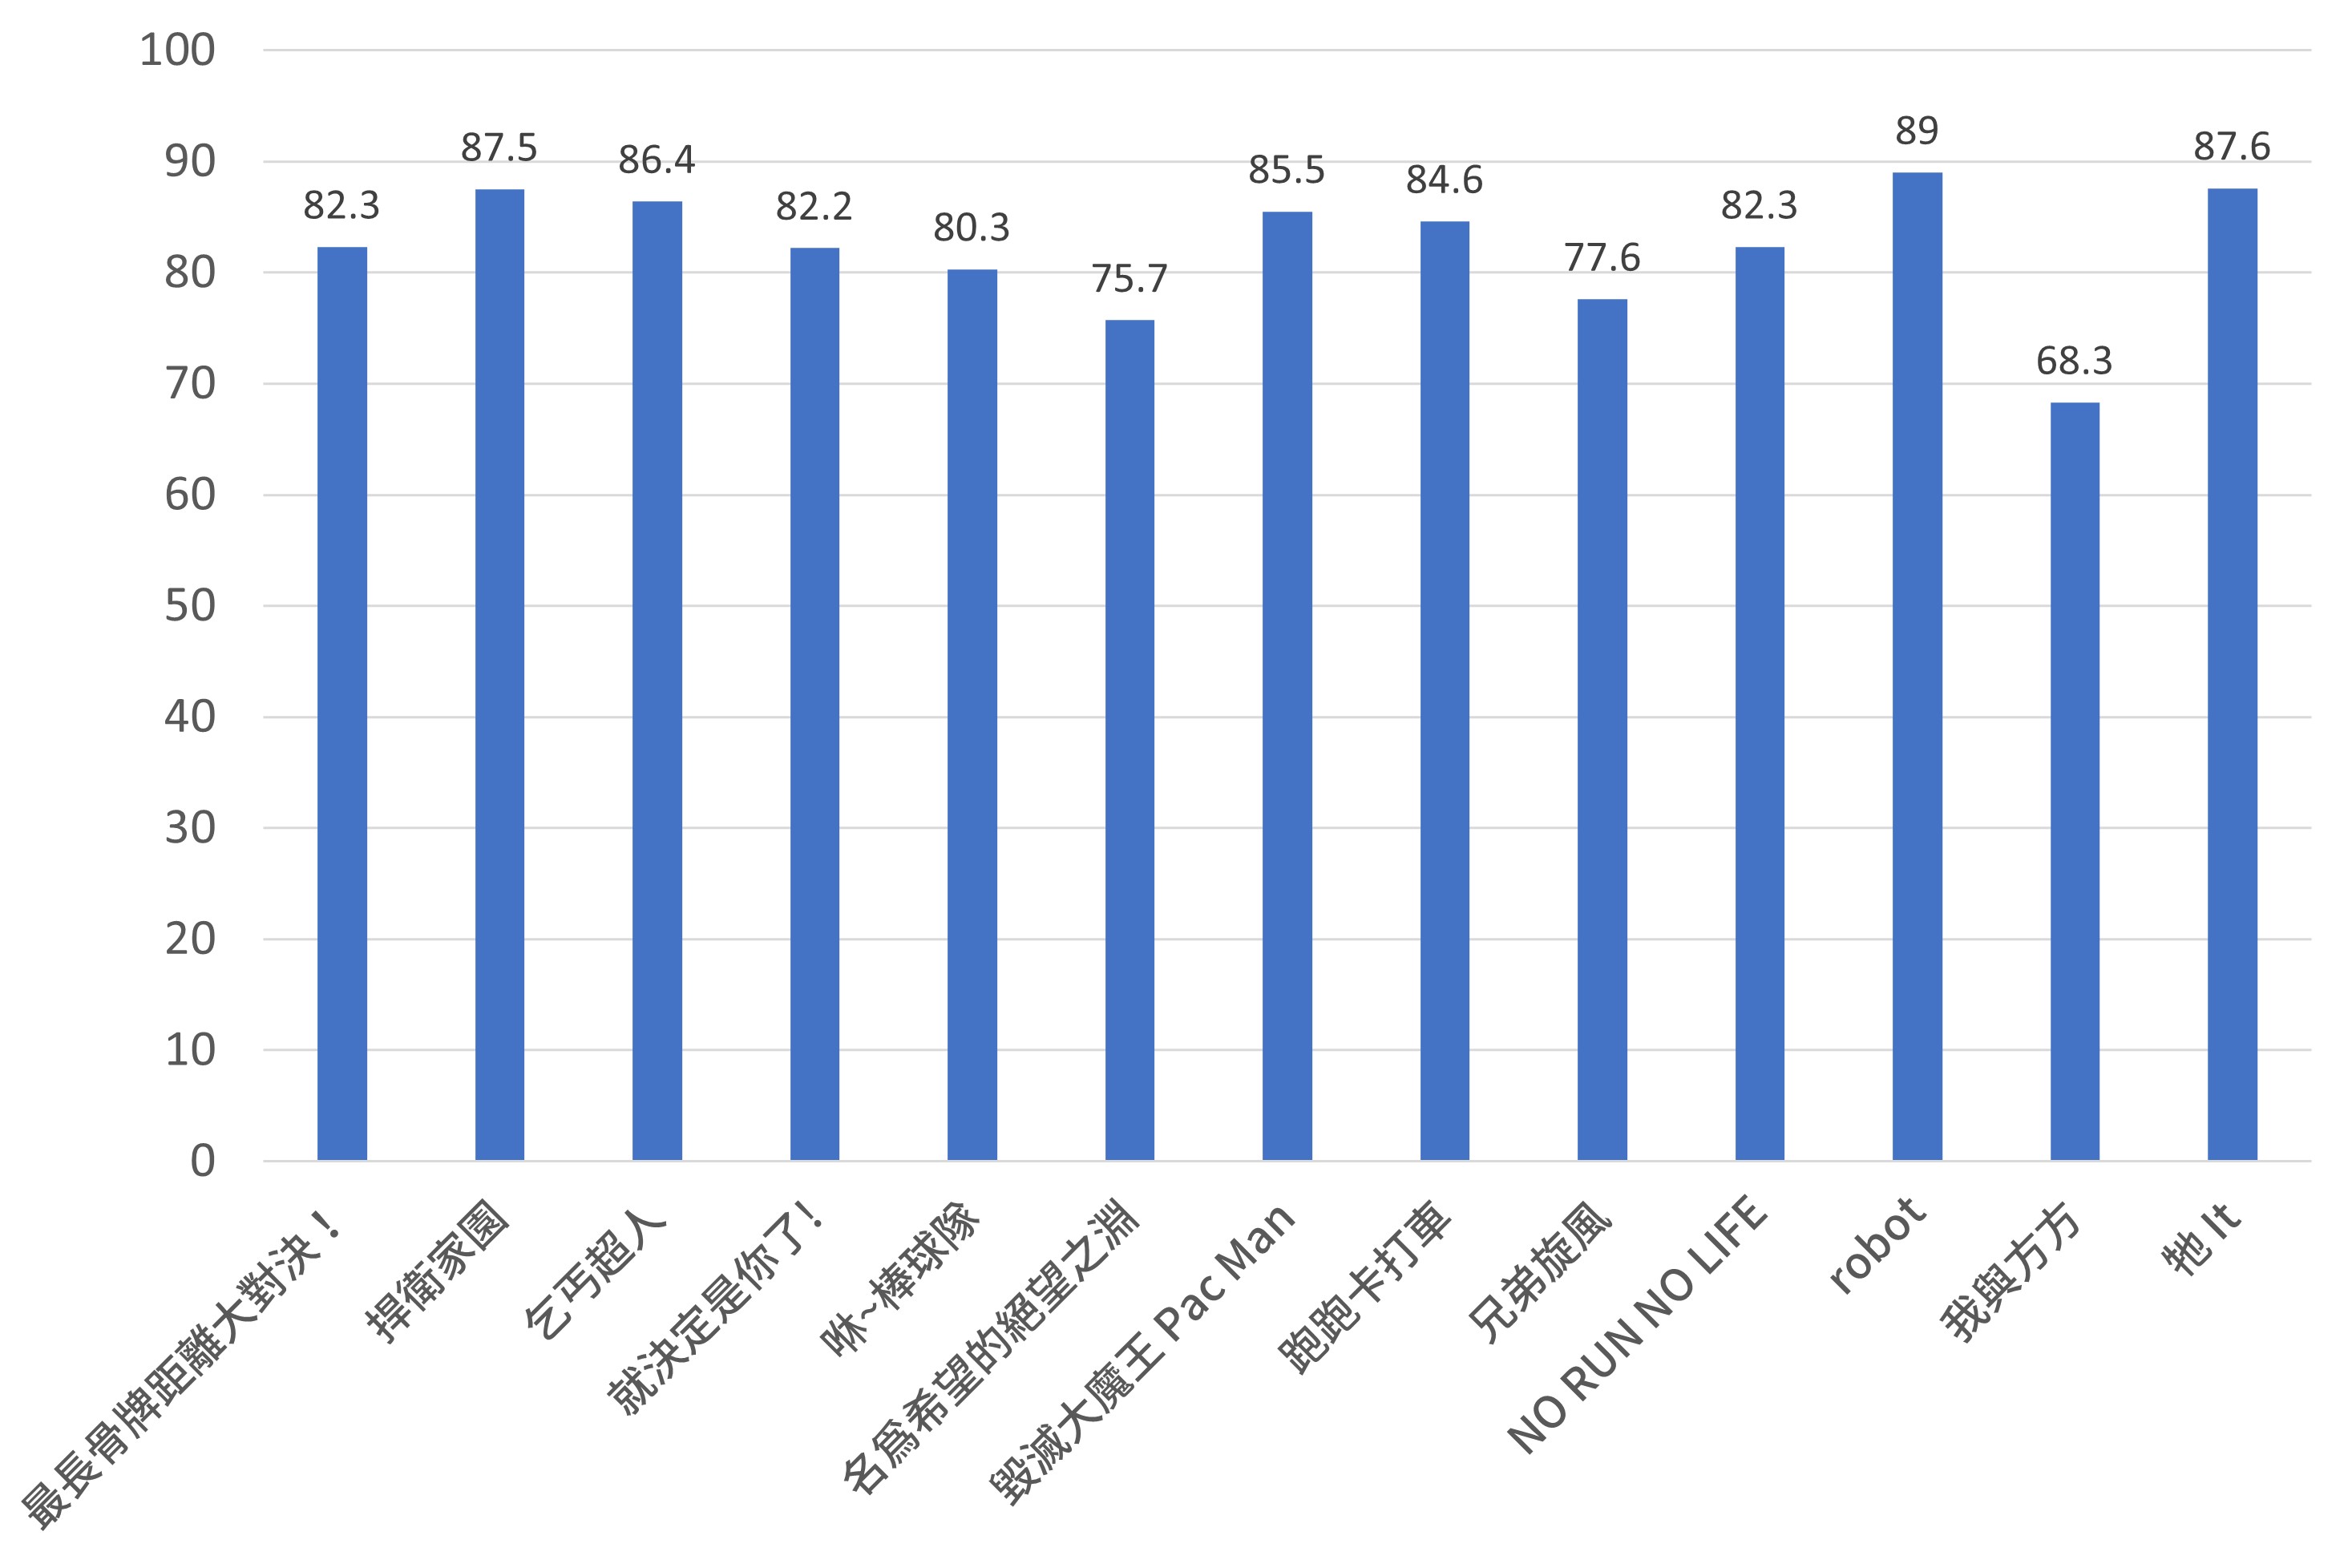 100
90
80
70
60
50
40
30
20
10
0
82.3
87.5
86.4
82.2
80.3
75.7
85.5
84.6
77.6
82.3
89
68.3
87.6
最長骨牌距離大對決！
捍衛家園
乞丐超人
就決定是你了!
咻~棒球隊
名為希望的絕望之淵
毀滅大魔王 Pac Man
跑跑卡打車
兄弟旋風
NO RUN NO LIFE
robot
我與方方
牠 It